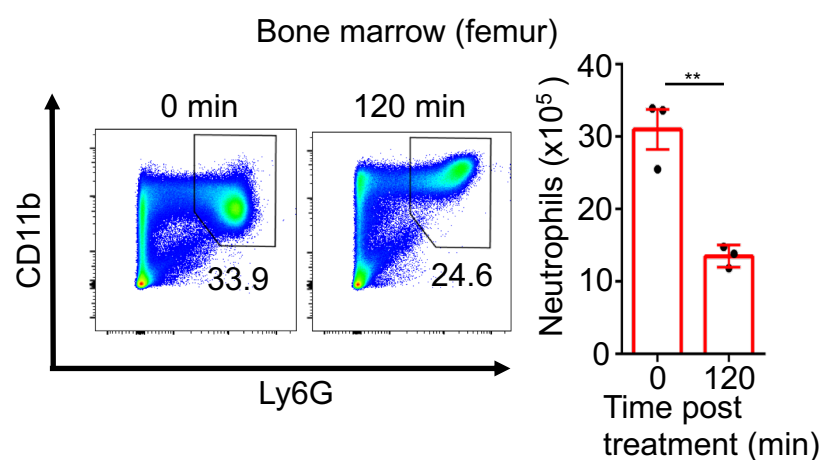 Bone marrow (femur)
0 min
120 min
CD11b
33.9
24.6
Ly6G
Neutrophils (x10⁵)
40
30
20
10
0
**
0 120
Time post
treatment (min)